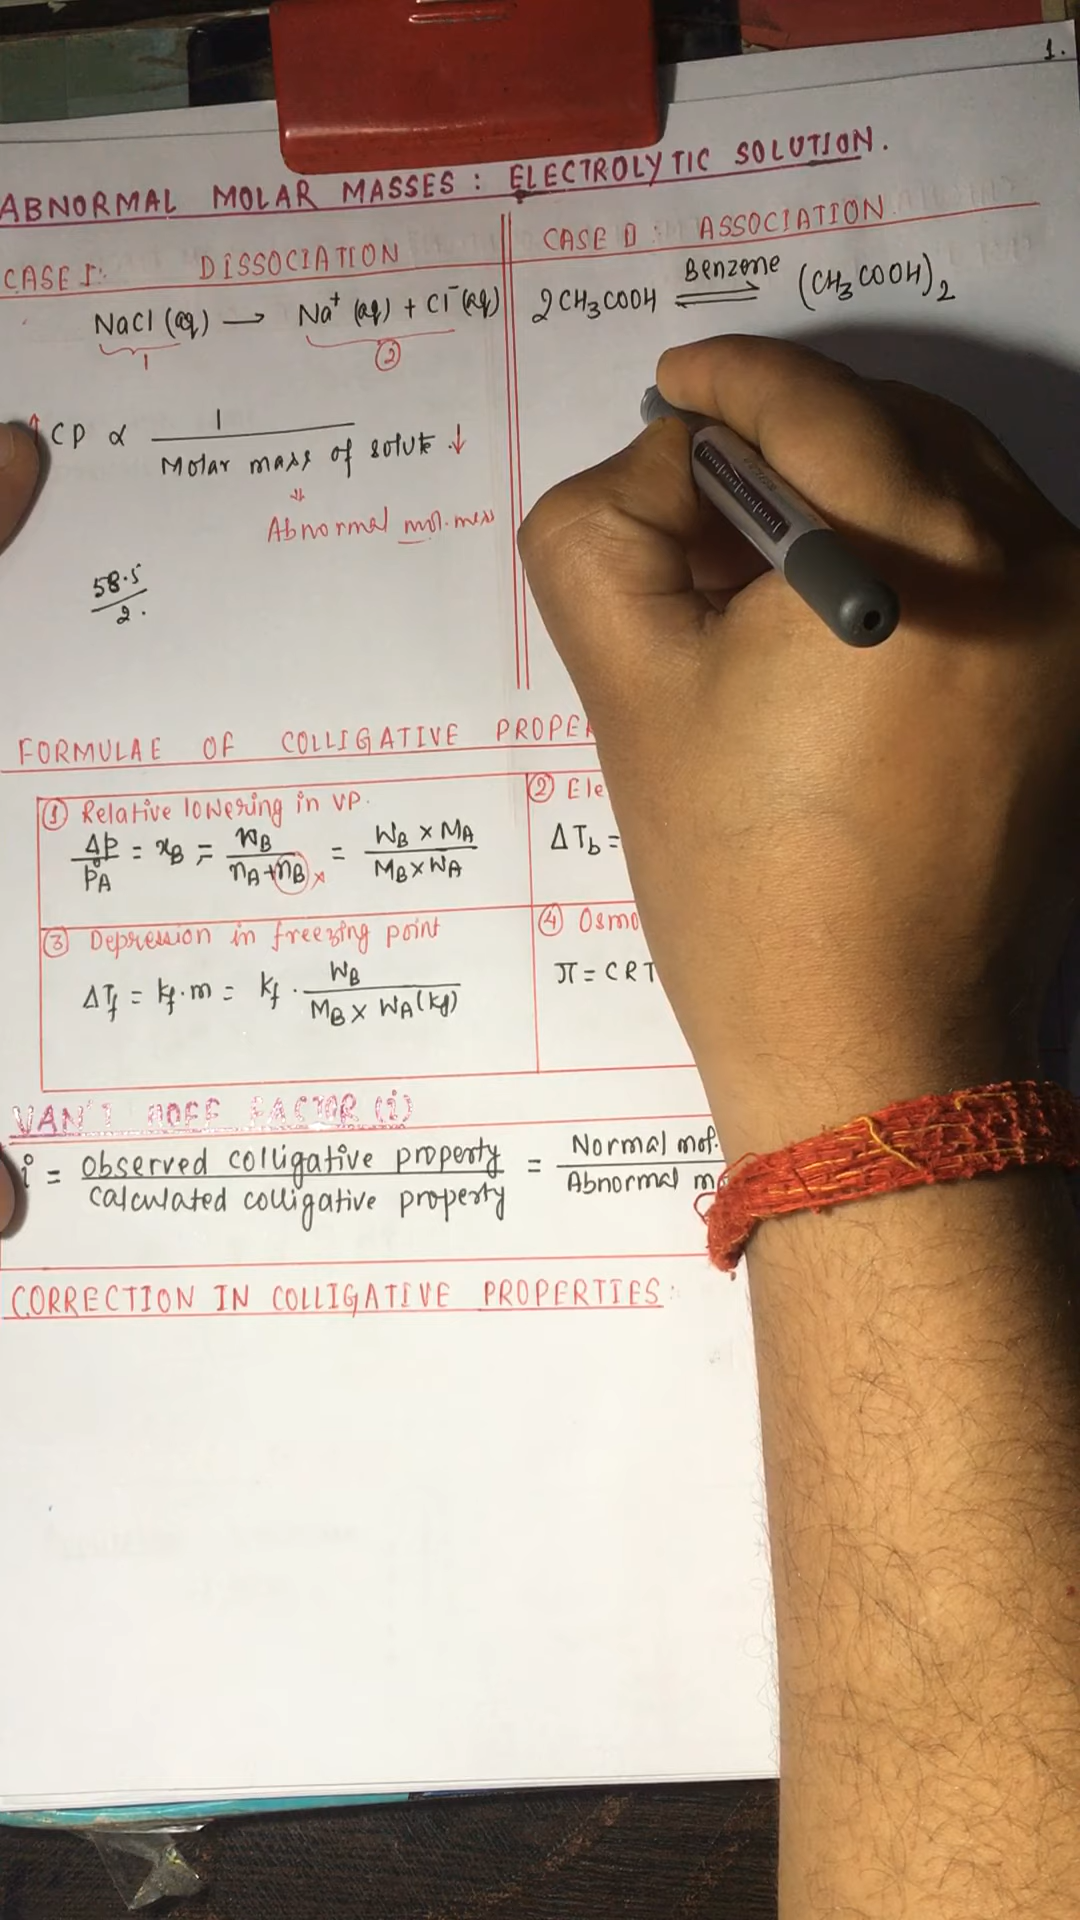 1.
ABNORMAL MOLAR MASSES : ELECTROLYTIC SOLUTION.
CASE I: DISSOCIATION
NaCl (aq) → Na⁺ (aq) + Cl⁻ (aq)
1
②
↑ CP ∝ 1 / Molar mass of solute ↓
⇓
Abnormal mol. mass
58.5 / 2.
CASE II : ASSOCIATION
2CH₃COOH ⇌ (CH₃COOH)₂
Benzene
FORMULAE OF COLLIGATIVE
① Relative lowering in VP.
Δp / p°A = xB = nB / nA+nB × = WB × MA / MB × WA
②
ΔTb =
③ Depression in freezing point
ΔTf = Kf . m = Kf . WB / MB × WA (kg)
④
π = CRT
VAN'T HOFF FACTOR (i)
i = observed colligative property / calculated colligative property = Normal mol. / Abnormal
CORRECTION IN COLLIGATIVE PROPERTIES :